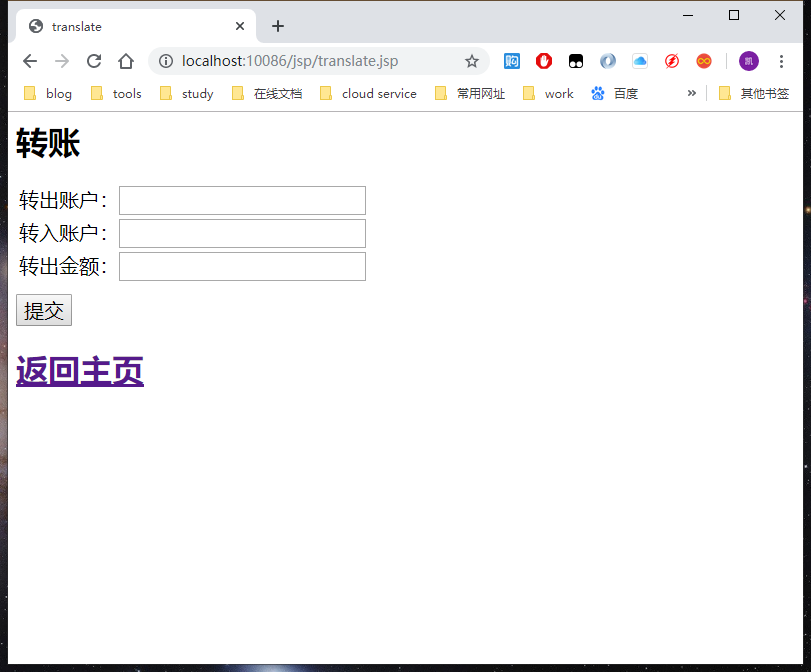 translate
localhost:10086/jsp/translate.jsp
购
凯
blog tools study 在线文档 cloud service 常用网址 work 百度 » 其他书签
转账
转出账户：
转入账户：
转出金额：
提交
返回主页